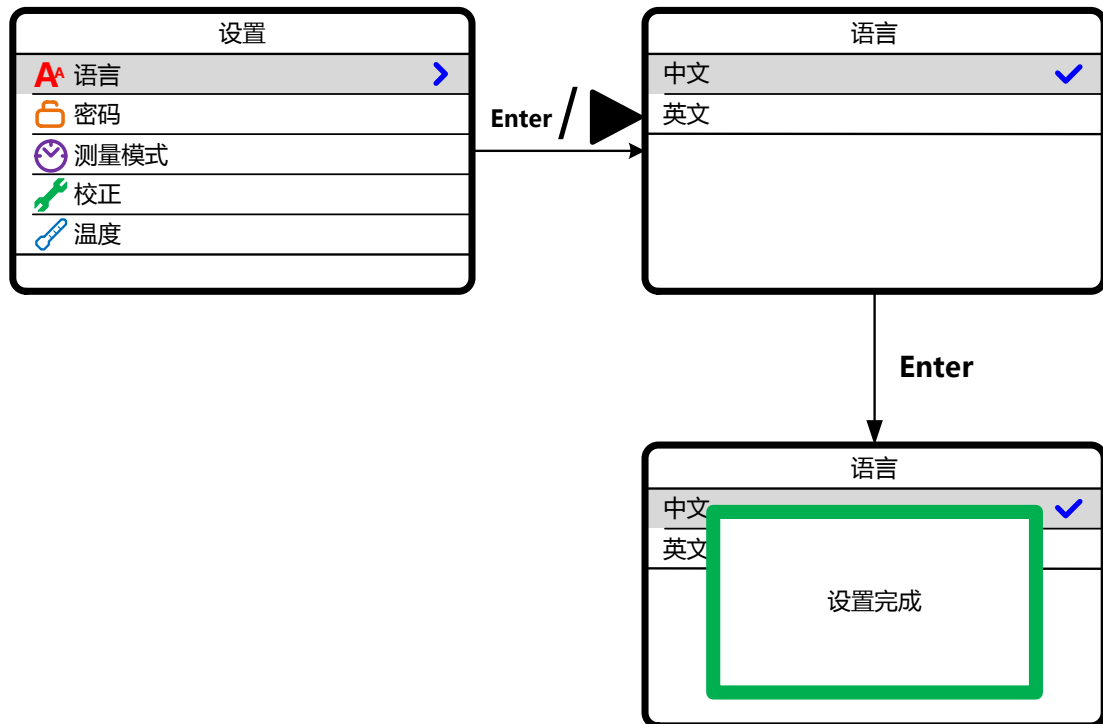 设置
语言
密码
测量模式
校正
温度
Enter /
语言
中文
英文
Enter
语言
中文
英文
设置完成